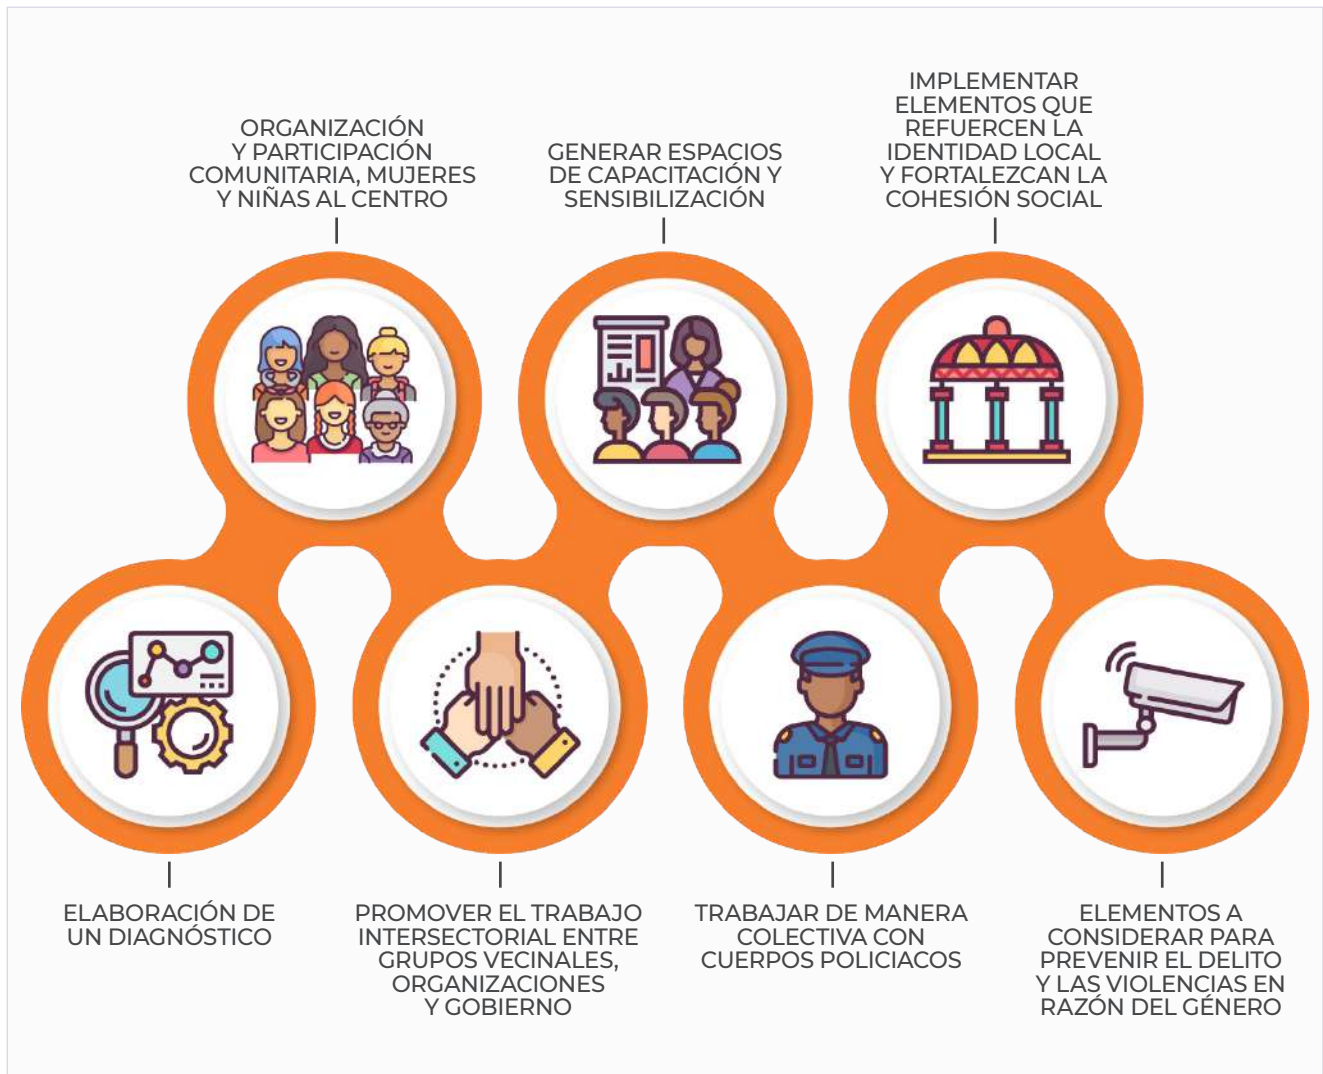 ORGANIZACIÓN
Y PARTICIPACIÓN
COMUNITARIA, MUJERES
Y NIÑAS AL CENTRO
GENERAR ESPACIOS
DE CAPACITACIÓN Y
SENSIBILIZACIÓN
IMPLEMENTAR
ELEMENTOS QUE
REFUERCEN LA
IDENTIDAD LOCAL
Y FORTALEZCAN LA
COHESIÓN SOCIAL
ELABORACIÓN DE
UN DIAGNÓSTICO
PROMOVER EL TRABAJO
INTERSECTORIAL ENTRE
GRUPOS VECINALES,
ORGANIZACIONES
Y GOBIERNO
TRABAJAR DE MANERA
COLECTIVA CON
CUERPOS POLICIACOS
ELEMENTOS A
CONSIDERAR PARA
PREVENIR EL DELITO
Y LAS VIOLENCIAS EN
RAZÓN DEL GÉNERO